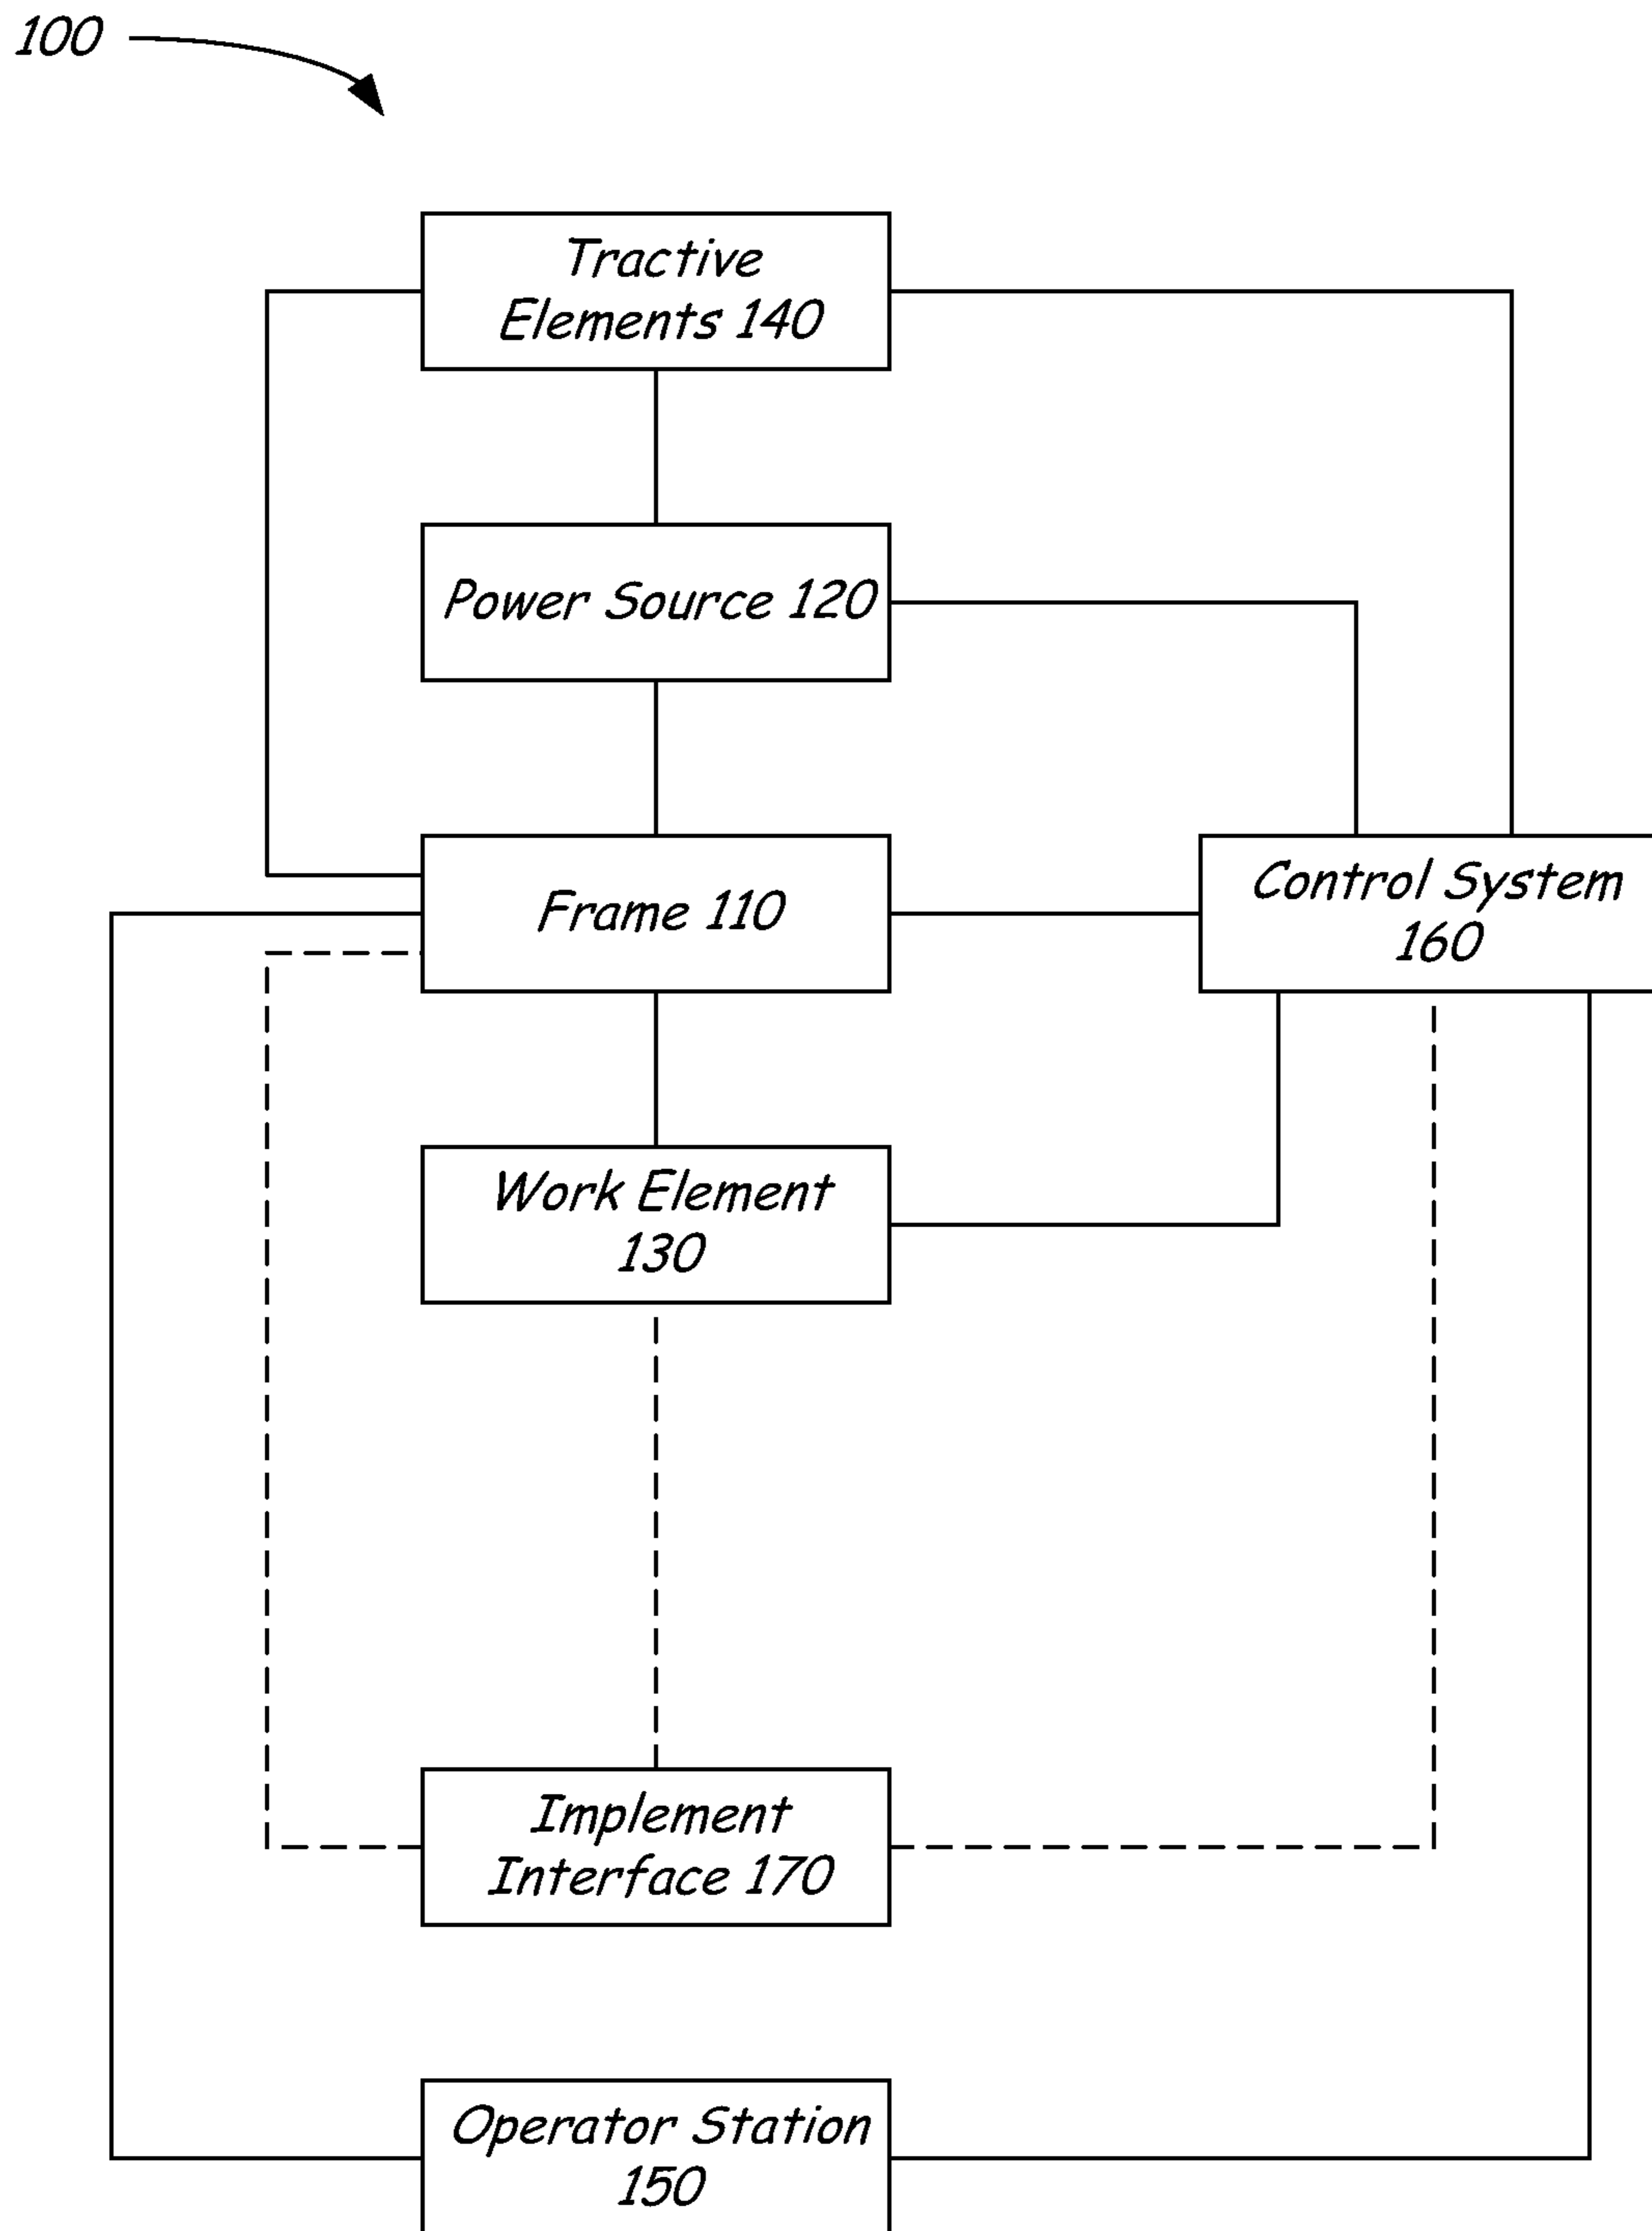 100
Tractive
Elements 140
Power Source 120
Frame 110
Control System
160
Work Element
130
Implement
Interface 170
Operator Station
150